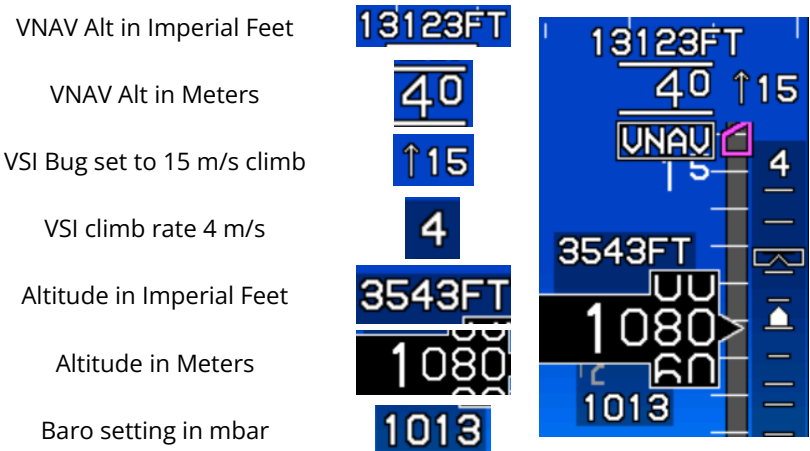 VNAV Alt in Imperial Feet
13123FT
VNAV Alt in Meters
40
VSI Bug set to 15 m/s climb
↑15
VSI climb rate 4 m/s
4
Altitude in Imperial Feet
3543FT
Altitude in Meters
1080
Baro setting in mbar
1013
13123FT
40 ↑15
VNAV
15
4
3543FT
1080
1013